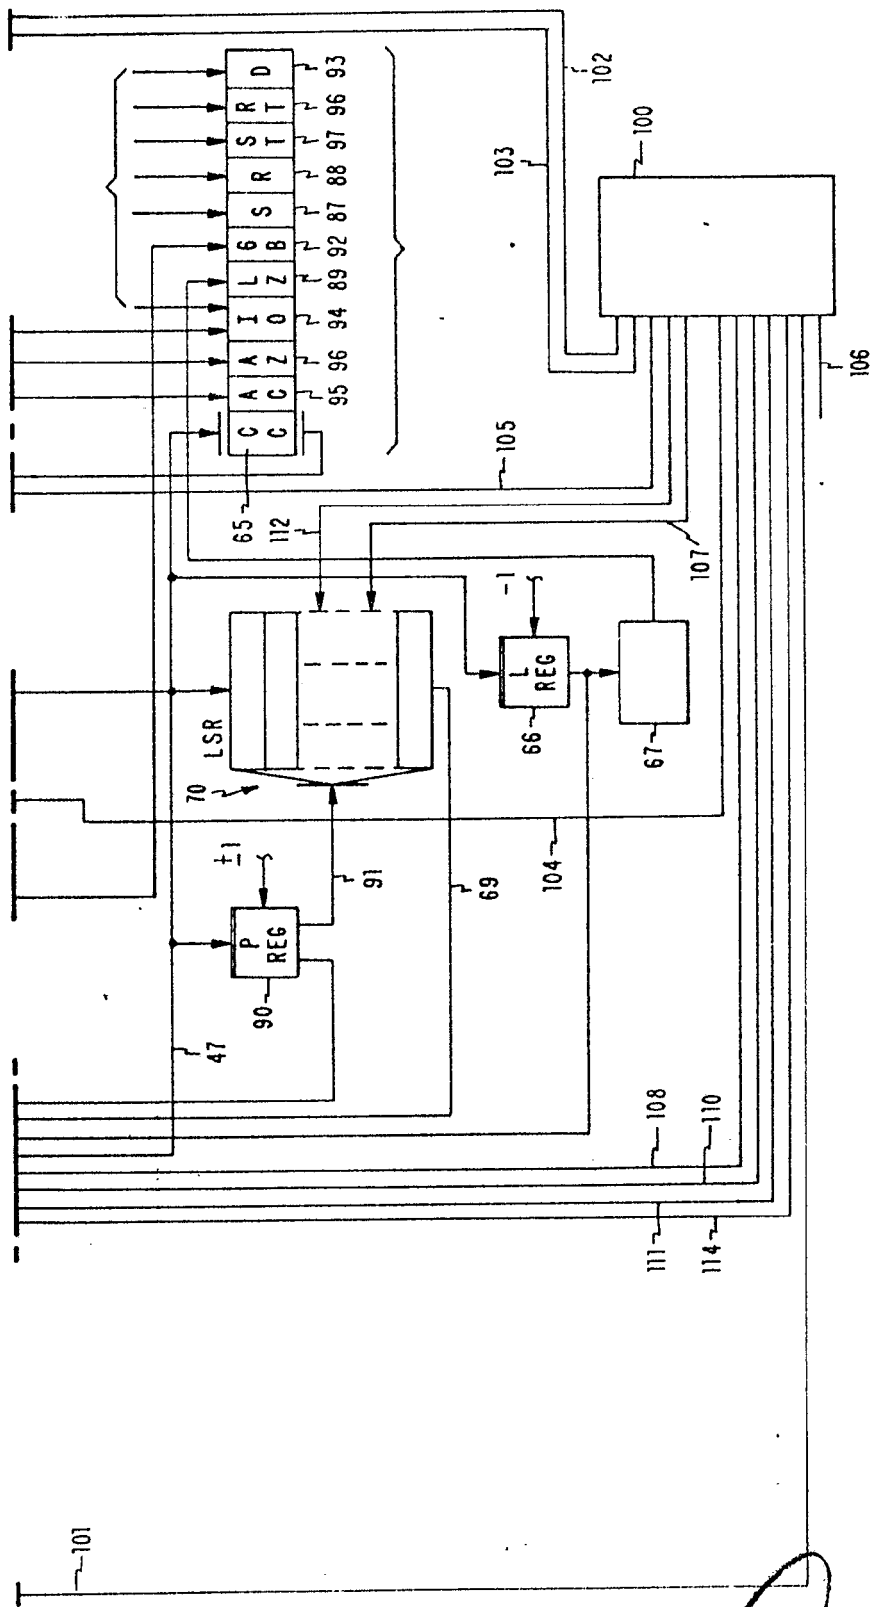 101
70
LSR
47
±1
P
REG
90
65
112
C C
A C
A Z
I O
L Z
6 B
S
R
S T
R T
D
95 96 94 89 92 87 88 97 96 93
91
69
105
103
-1
L
REG
66
104
102
100
67
111
108
107
114
110
106